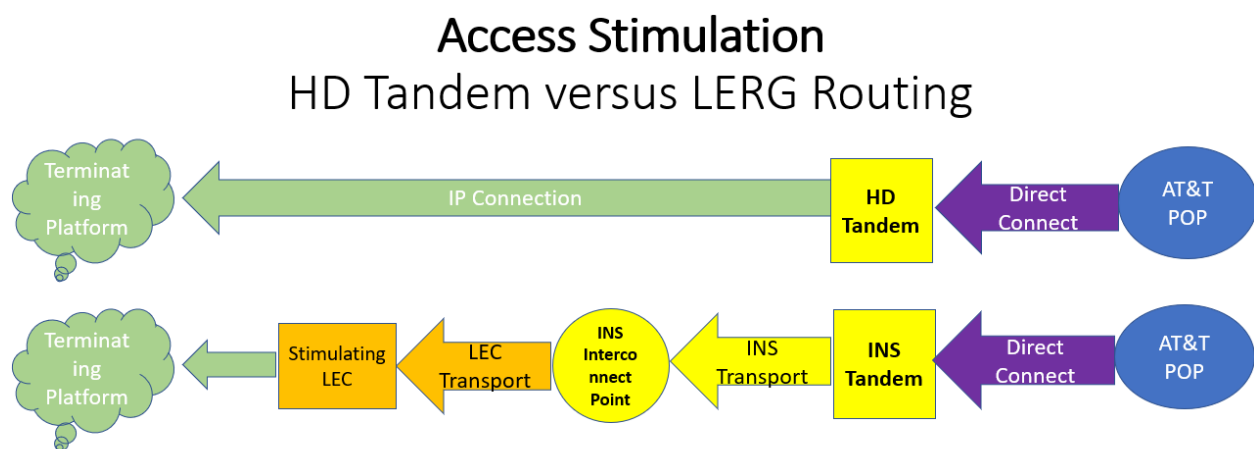 Access Stimulation
HD Tandem versus LERG Routing
Terminat
ing
Platform
IP Connection
HD
Tandem
Direct
Connect
AT&T
POP
Terminat
ing
Platform
Stimulating
LEC
LEC
Transport
INS
Interco
nnect
Point
INS
Transport
INS
Tandem
Direct
Connect
AT&T
POP